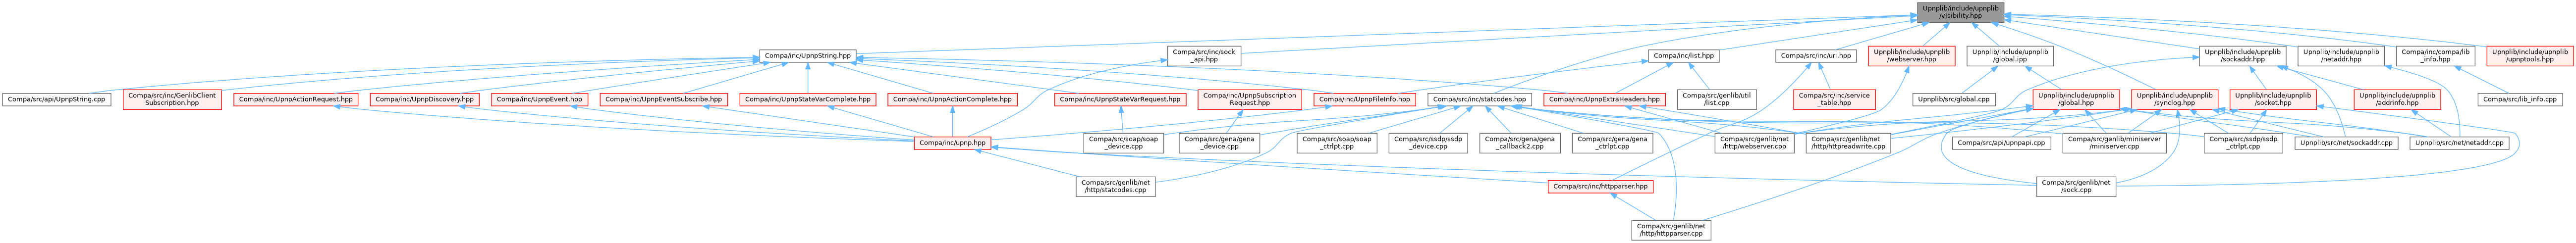 Upnplib/include/upnplib
/visibility.hpp
Compa/inc/UpnpString.hpp
Compa/src/inc/sock
_api.hpp
Compa/inc/list.hpp
Compa/src/inc/uri.hpp
Upnplib/include/upnplib
/webserver.hpp
Upnplib/include/upnplib
/global.ipp
Upnplib/include/upnplib
/sockaddr.hpp
Upnplib/include/upnplib
/netaddr.hpp
Compa/inc/compa/lib
_info.hpp
Upnplib/include/upnplib
/upnptools.hpp
Compa/src/api/UpnpString.cpp
Compa/src/inc/GenlibClient
Subscription.hpp
Compa/inc/UpnpActionRequest.hpp
Compa/inc/UpnpDiscovery.hpp
Compa/inc/UpnpEvent.hpp
Compa/inc/UpnpEventSubscribe.hpp
Compa/inc/UpnpStateVarComplete.hpp
Compa/inc/UpnpActionComplete.hpp
Compa/inc/UpnpStateVarRequest.hpp
Compa/inc/UpnpSubscription
Request.hpp
Compa/inc/UpnpFileInfo.hpp
Compa/src/inc/statcodes.hpp
Compa/inc/UpnpExtraHeaders.hpp
Compa/src/genlib/util
/list.cpp
Compa/src/inc/service
_table.hpp
Upnplib/src/global.cpp
Upnplib/include/upnplib
/global.hpp
Upnplib/include/upnplib
/synclog.hpp
Upnplib/include/upnplib
/socket.hpp
Upnplib/include/upnplib
/addrinfo.hpp
Compa/src/lib_info.cpp
Compa/inc/upnp.hpp
Compa/src/soap/soap
_device.cpp
Compa/src/gena/gena
_device.cpp
Compa/src/soap/soap
_ctrlpt.cpp
Compa/src/ssdp/ssdp
_device.cpp
Compa/src/gena/gena
_callback2.cpp
Compa/src/gena/gena
_ctrlpt.cpp
Compa/src/genlib/net
/http/webserver.cpp
Compa/src/genlib/net
/http/httpreadwrite.cpp
Compa/src/api/upnpapi.cpp
Compa/src/genlib/miniserver
/miniserver.cpp
Compa/src/ssdp/ssdp
_ctrlpt.cpp
Upnplib/src/net/sockaddr.cpp
Upnplib/src/net/netaddr.cpp
Compa/src/genlib/net
/http/statcodes.cpp
Compa/src/inc/httpparser.hpp
Compa/src/genlib/net
/sock.cpp
Compa/src/genlib/net
/http/httpparser.cpp